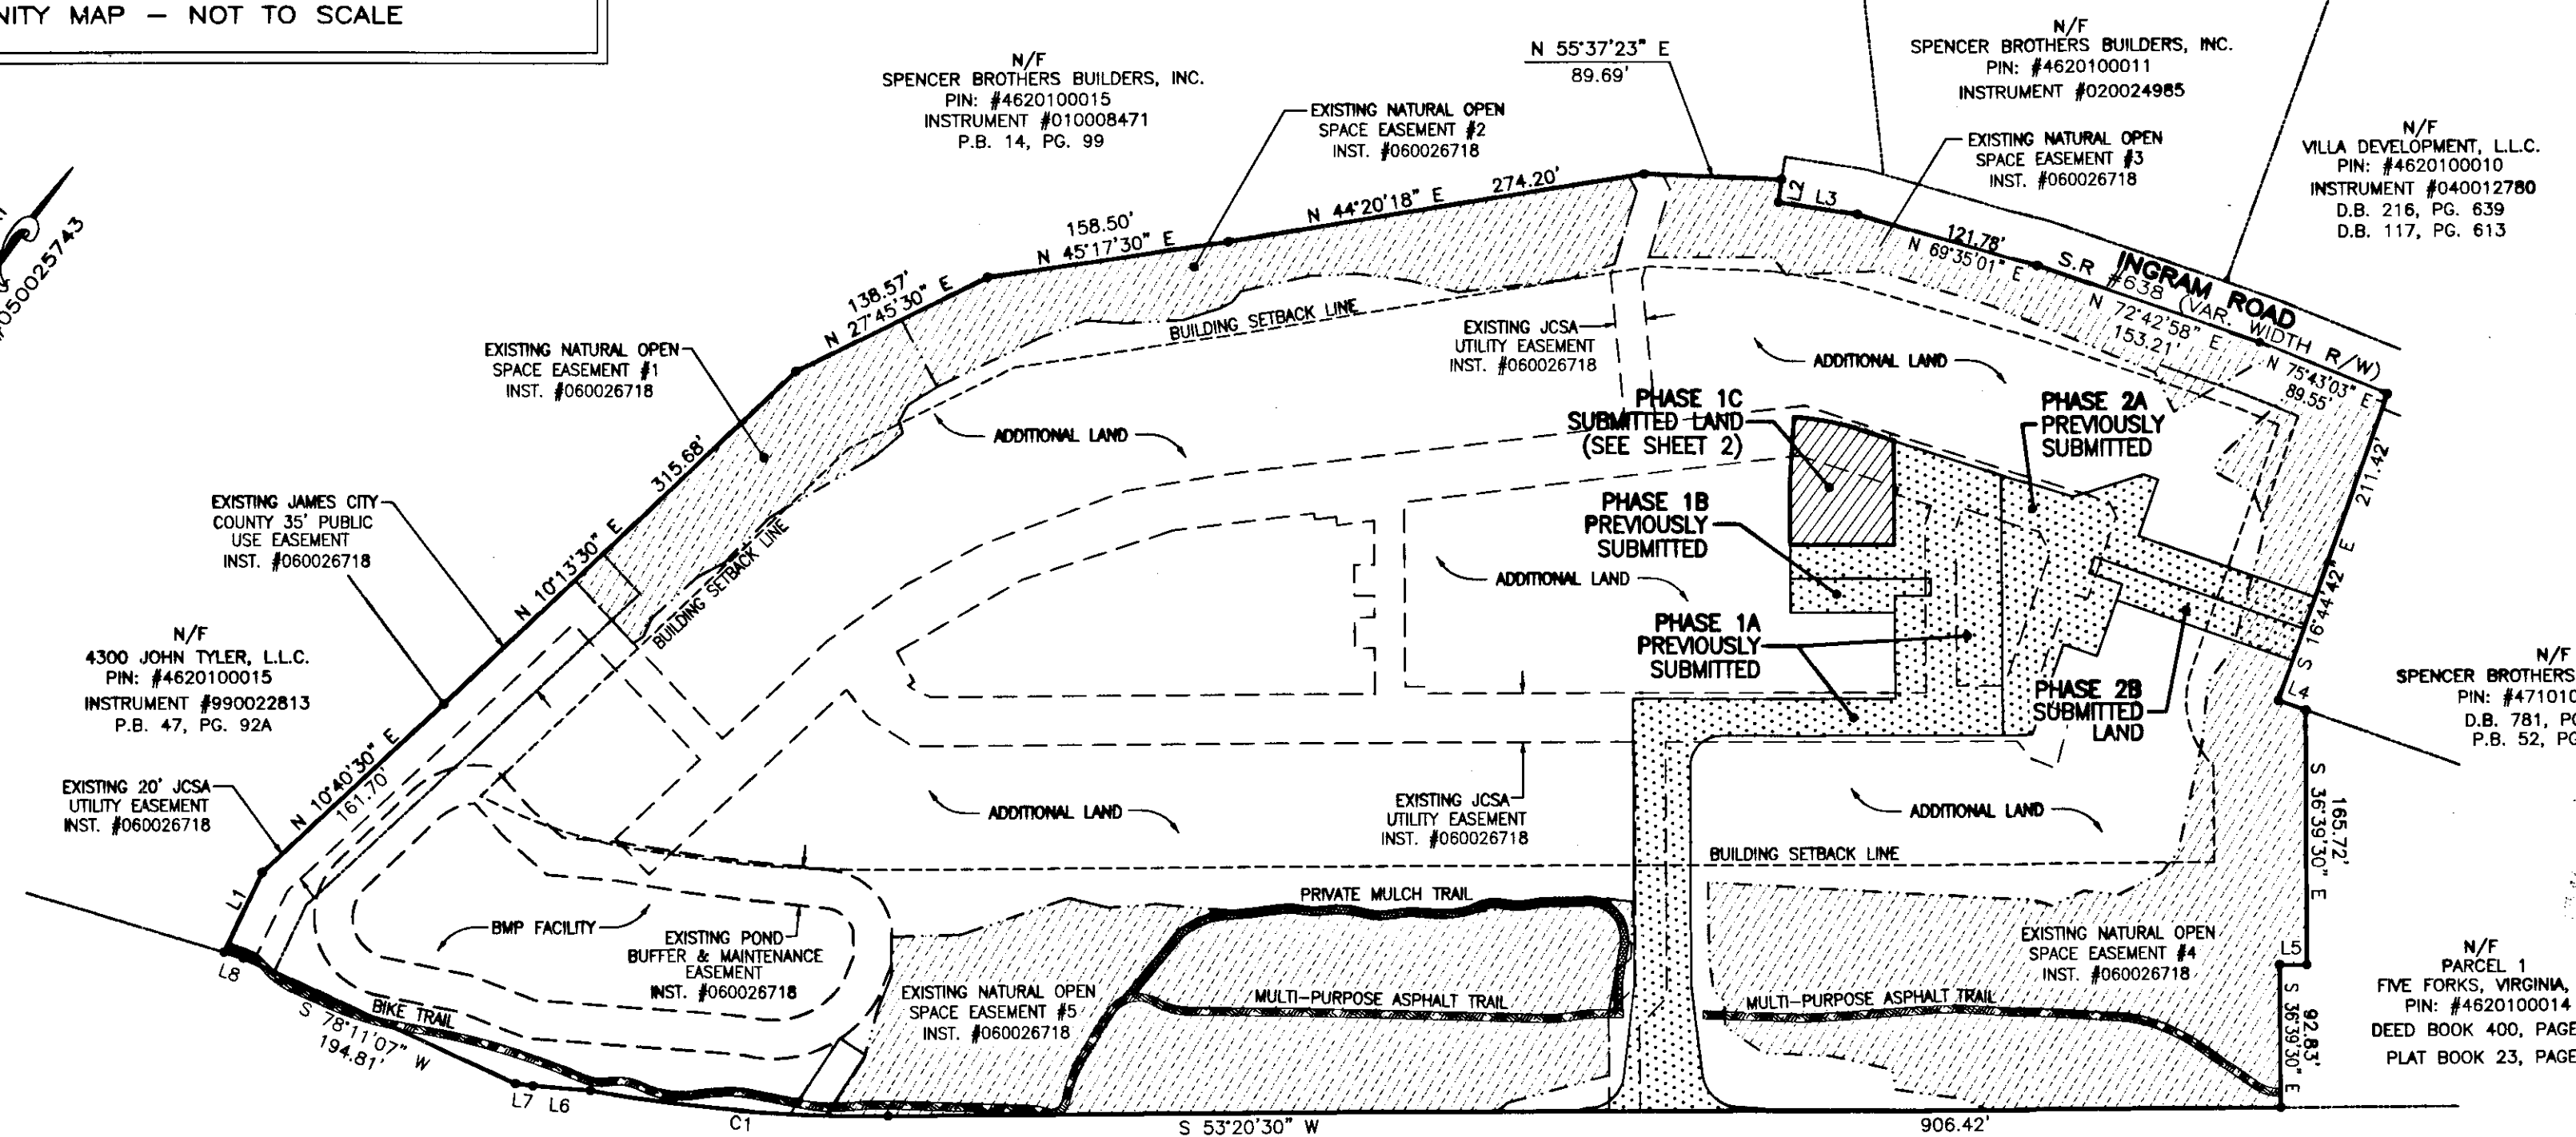 NITY MAP – NOT TO SCALE
N/F
SPENCER BROTHERS BUILDERS, INC.
PIN: #4620100015
INSTRUMENT #010008471
P.B. 14, PG. 99
N 55°37'23" E
89.69'
N/F
SPENCER BROTHERS BUILDERS, INC.
PIN: #4620100011
INSTRUMENT #020024985
EXISTING NATURAL OPEN
SPACE EASEMENT #2
INST. #060026718
EXISTING NATURAL OPEN
SPACE EASEMENT #3
INST. #060026718
N/F
VILLA DEVELOPMENT, L.L.C.
PIN: #4620100010
INSTRUMENT #040012780
D.B. 216, PG. 639
D.B. 117, PG. 613
#050025743
N 44°20'18" E
274.20'
158.50'
N 45°17'30" E
138.57'
N 27°45'30" E
L2
L3
121.78'
N 69°35'01" E
S.R #638
INGRAM ROAD
(VAR. WIDTH R/W)
N 72°42'58" E
153.21'
N 75°43'03" E
89.55'
BUILDING SETBACK LINE
EXISTING JCSA
UTILITY EASEMENT
INST. #060026718
ADDITIONAL LAND
EXISTING NATURAL OPEN
SPACE EASEMENT #1
INST. #060026718
315.68'
N 10°13'30" E
ADDITIONAL LAND
PHASE 1C
SUBMITTED LAND
(SEE SHEET 2)
PHASE 2A
PREVIOUSLY
SUBMITTED
211.42'
S 16°44'42" E
EXISTING JAMES CITY
COUNTY 35' PUBLIC
USE EASEMENT
INST. #060026718
BUILDING SETBACK LINE
PHASE 1B
PREVIOUSLY
SUBMITTED
ADDITIONAL LAND
PHASE 1A
PREVIOUSLY
SUBMITTED
N/F
4300 JOHN TYLER, L.L.C.
PIN: #4620100015
INSTRUMENT #990022813
P.B. 47, PG. 92A
PHASE 2B
SUBMITTED
LAND
L4
N/F
SPENCER BROTHERS
PIN: #471010
D.B. 781, PG
P.B. 52, PG
N 10°40'30" E
161.70'
EXISTING 20' JCSA
UTILITY EASEMENT
INST. #060026718
ADDITIONAL LAND
EXISTING JCSA
UTILITY EASEMENT
INST. #060026718
ADDITIONAL LAND
165.72'
S 36°39'30" E
BUILDING SETBACK LINE
L1
L8
BMP FACILITY
EXISTING POND
BUFFER & MAINTENANCE
EASEMENT
INST. #060026718
PRIVATE MULCH TRAIL
EXISTING NATURAL OPEN
SPACE EASEMENT #4
INST. #060026718
L5
N/F
PARCEL 1
FIVE FORKS, VIRGINIA,
PIN: #4620100014
DEED BOOK 400, PAGE
PLAT BOOK 23, PAGE
EXISTING NATURAL OPEN
SPACE EASEMENT #5
INST. #060026718
MULTI-PURPOSE ASPHALT TRAIL
MULTI-PURPOSE ASPHALT TRAIL
92.83'
S 36°39'30" E
BIKE TRAIL
S 78°11'07" W
194.81'
L7
L6
C1
S 53°20'30" W
906.42'